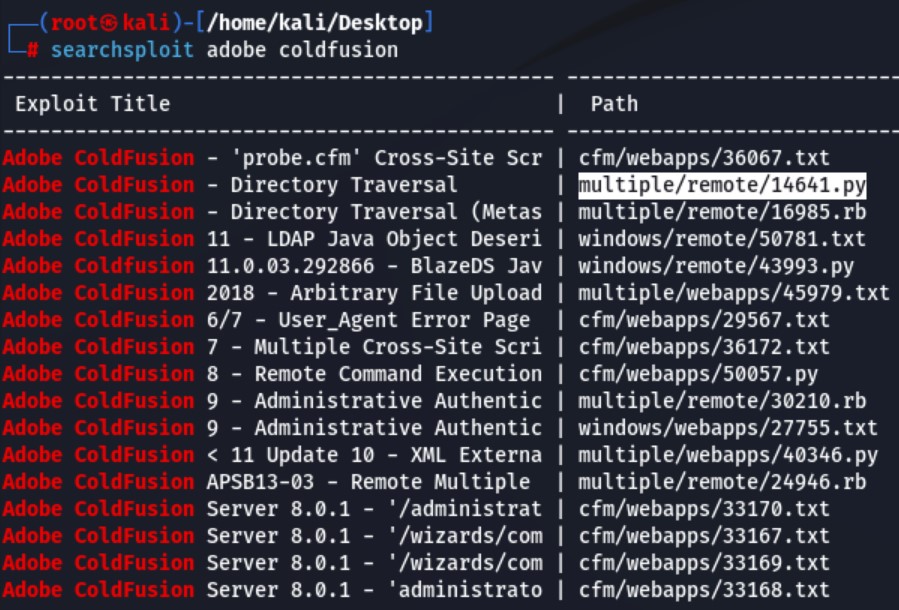 ┌──(root㉿kali)-[/home/kali/Desktop]
└─# searchsploit adobe coldfusion
---------------------------------------------- ----------------------------
Exploit Title | Path
---------------------------------------------- ----------------------------
Adobe ColdFusion - 'probe.cfm' Cross-Site Scr | cfm/webapps/36067.txt
Adobe ColdFusion - Directory Traversal | multiple/remote/14641.py
Adobe ColdFusion - Directory Traversal (Metas | multiple/remote/16985.rb
Adobe ColdFusion 11 - LDAP Java Object Deseri | windows/remote/50781.txt
Adobe Coldfusion 11.0.03.292866 - BlazeDS Jav | windows/remote/43993.py
Adobe ColdFusion 2018 - Arbitrary File Upload | multiple/webapps/45979.txt
Adobe ColdFusion 6/7 - User_Agent Error Page | cfm/webapps/29567.txt
Adobe ColdFusion 7 - Multiple Cross-Site Scri | cfm/webapps/36172.txt
Adobe ColdFusion 8 - Remote Command Execution | cfm/webapps/50057.py
Adobe ColdFusion 9 - Administrative Authentic | multiple/remote/30210.rb
Adobe ColdFusion 9 - Administrative Authentic | windows/webapps/27755.txt
Adobe ColdFusion < 11 Update 10 - XML Externa | multiple/webapps/40346.py
Adobe ColdFusion APSB13-03 - Remote Multiple | multiple/remote/24946.rb
Adobe ColdFusion Server 8.0.1 - '/administrat | cfm/webapps/33170.txt
Adobe ColdFusion Server 8.0.1 - '/wizards/com | cfm/webapps/33167.txt
Adobe ColdFusion Server 8.0.1 - '/wizards/com | cfm/webapps/33169.txt
Adobe ColdFusion Server 8.0.1 - 'administrato | cfm/webapps/33168.txt